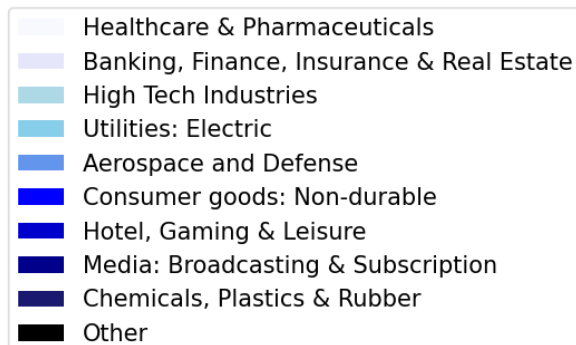 Healthcare & Pharmaceuticals
Banking, Finance, Insurance & Real Estate
High Tech Industries
Utilities: Electric
Aerospace and Defense
Consumer goods: Non-durable
Hotel, Gaming & Leisure
Media: Broadcasting & Subscription
Chemicals, Plastics & Rubber
Other